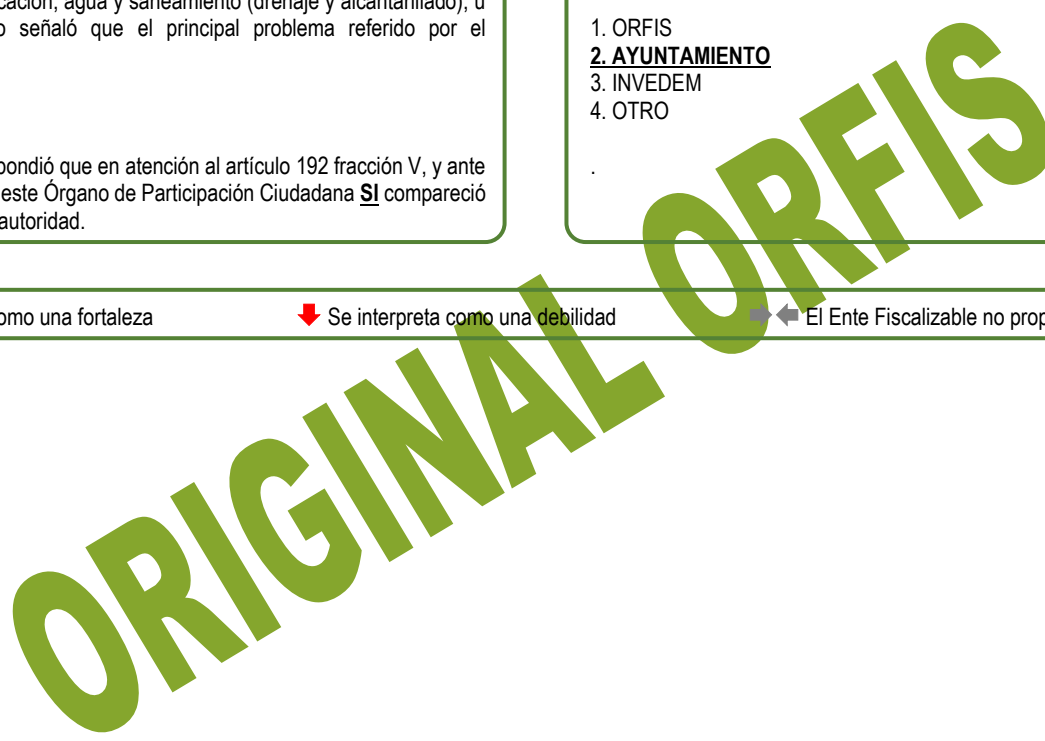 cación, agua y saneamiento (drenaje y alcantarillado), u
o señaló que el principal problema referido por el
pondió que en atención al artículo 192 fracción V, y ante
este Órgano de Participación Ciudadana SI compareció
autoridad.
1. ORFIS
2. AYUNTAMIENTO
3. INVEDEM
4. OTRO
.
omo una fortaleza
Se interpreta como una debilidad
El Ente Fiscalizable no prop
ORIGINAL ORFIS